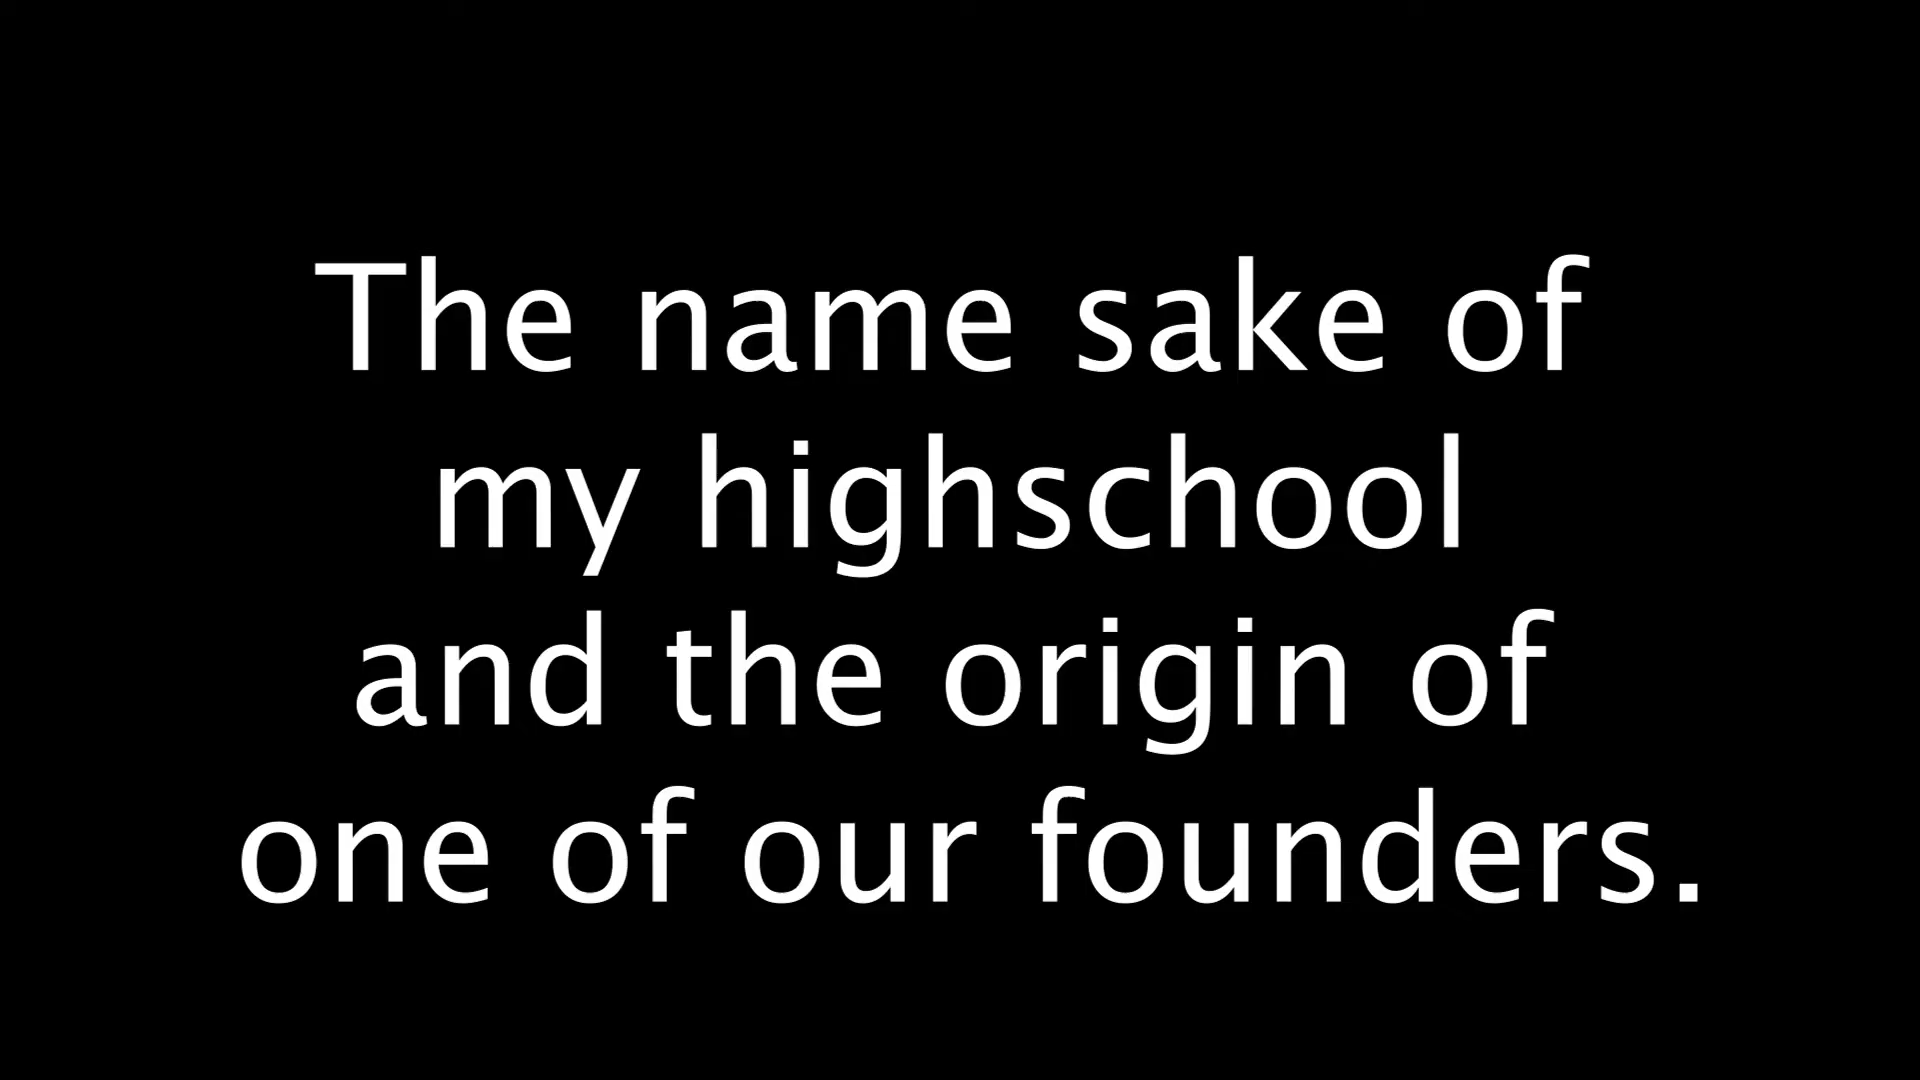 The name sake of
my highschool
and the origin of
one of our founders.